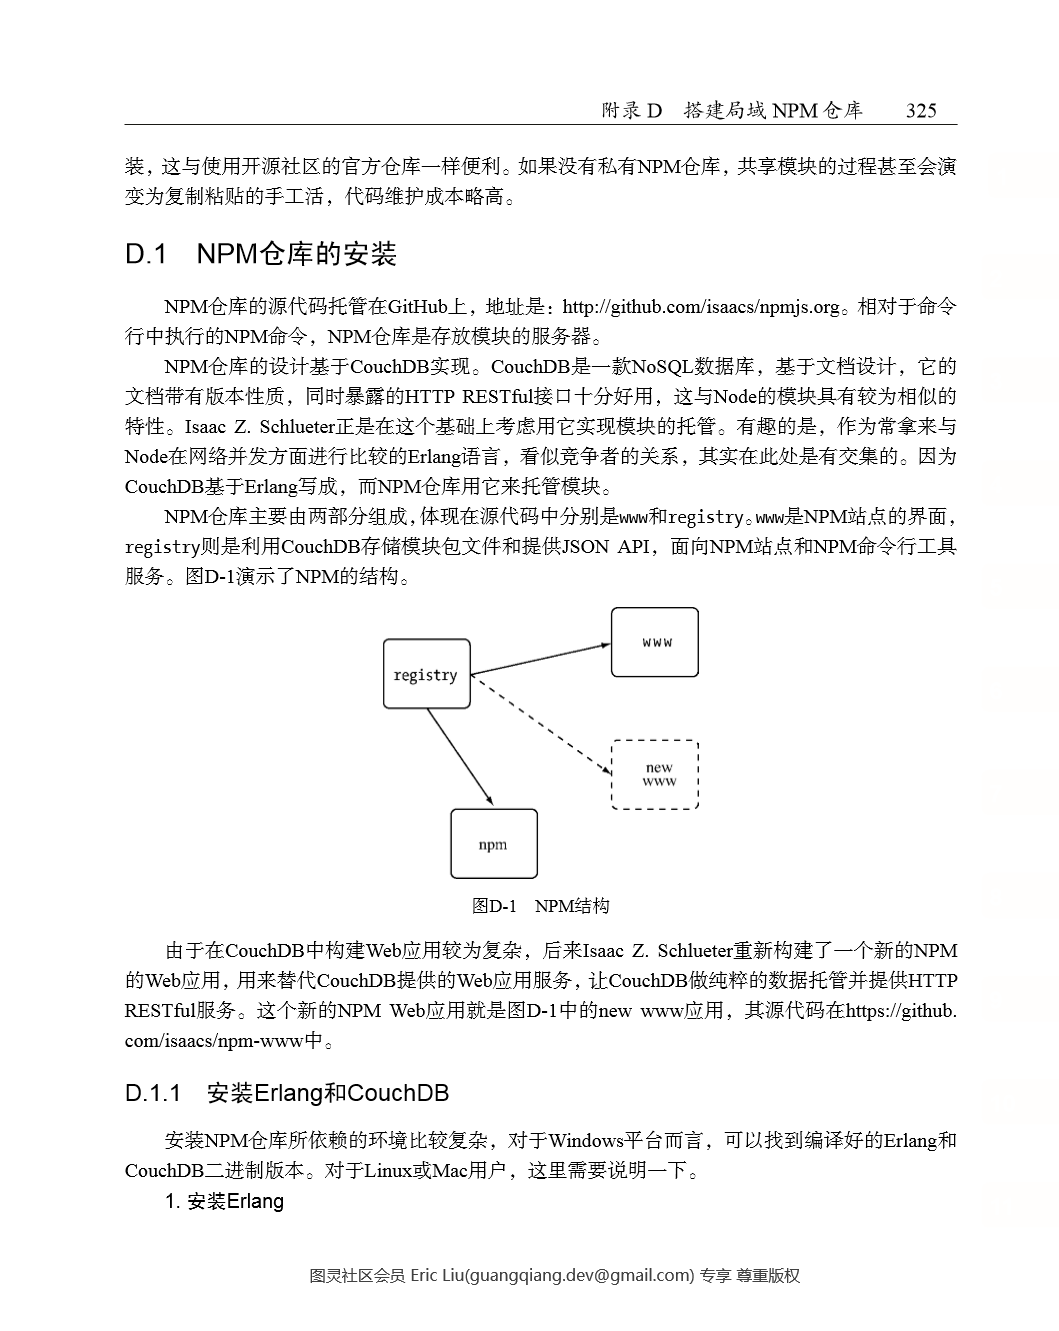 附录 D 搭建局域 NPM 仓库 325
装，这与使用开源社区的官方仓库一样便利。如果没有私有NPM仓库，共享模块的过程甚至会演
变为复制粘贴的手工活，代码维护成本略高。
D.1 NPM仓库的安装
NPM仓库的源代码托管在GitHub上，地址是：http://github.com/isaacs/npmjs.org。相对于命令
行中执行的NPM命令，NPM仓库是存放模块的服务器。
NPM仓库的设计基于CouchDB实现。CouchDB是一款NoSQL数据库，基于文档设计，它的
文档带有版本性质，同时暴露的HTTP RESTful接口十分好用，这与Node的模块具有较为相似的
特性。Isaac Z. Schlueter正是在这个基础上考虑用它实现模块的托管。有趣的是，作为常拿来与
Node在网络并发方面进行比较的Erlang语言，看似竞争者的关系，其实在此处是有交集的。因为
CouchDB基于Erlang写成，而NPM仓库用它来托管模块。
NPM仓库主要由两部分组成，体现在源代码中分别是www和registry。www是NPM站点的界面，
registry则是利用CouchDB存储模块包文件和提供JSON API，面向NPM站点和NPM命令行工具
服务。图D-1演示了NPM的结构。
www
registry
new
www
npm
图D-1 NPM结构
由于在CouchDB中构建Web应用较为复杂，后来Isaac Z. Schlueter重新构建了一个新的NPM
的Web应用，用来替代CouchDB提供的Web应用服务，让CouchDB做纯粹的数据托管并提供HTTP
RESTful服务。这个新的NPM Web应用就是图D-1中的new www应用，其源代码在https://github.
com/isaacs/npm-www中。
D.1.1 安装Erlang和CouchDB
安装NPM仓库所依赖的环境比较复杂，对于Windows平台而言，可以找到编译好的Erlang和
CouchDB二进制版本。对于Linux或Mac用户，这里需要说明一下。
1. 安装Erlang
图灵社区会员 Eric Liu(guangqiang.dev@gmail.com) 专享 尊重版权